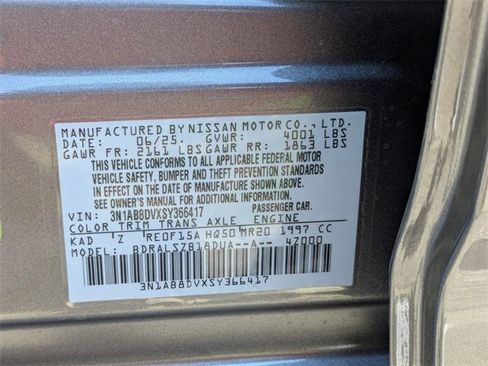 MANUFACTURED BY NISSAN MOTOR CO., LTD.
DATE: 06/25 GVWR: 4001 LBS
GAWR FR: 2161 LBS GAWR RR: 1863 LBS
THIS VEHICLE CONFORMS TO ALL APPLICABLE FEDERAL MOTOR
VEHICLE SAFETY, BUMPER AND THEFT PREVENTION STANDARDS
IN EFFECT ON THE DATE OF MANUFACTURE SHOWN ABOVE.
SEE OWNER'S MANUAL FOR ADDITIONAL INFORMATION
VIN: 3N1AB8DVXSY366417 PASSENGER CAR.
COLOR TRIM TRANS AXLE ENGINE
KAD Z RE0F15A HQ50 MR20 1997 CC
MODEL: BDRALSZB18DUA--A-- 47000
3N1AB8DVXSY366417